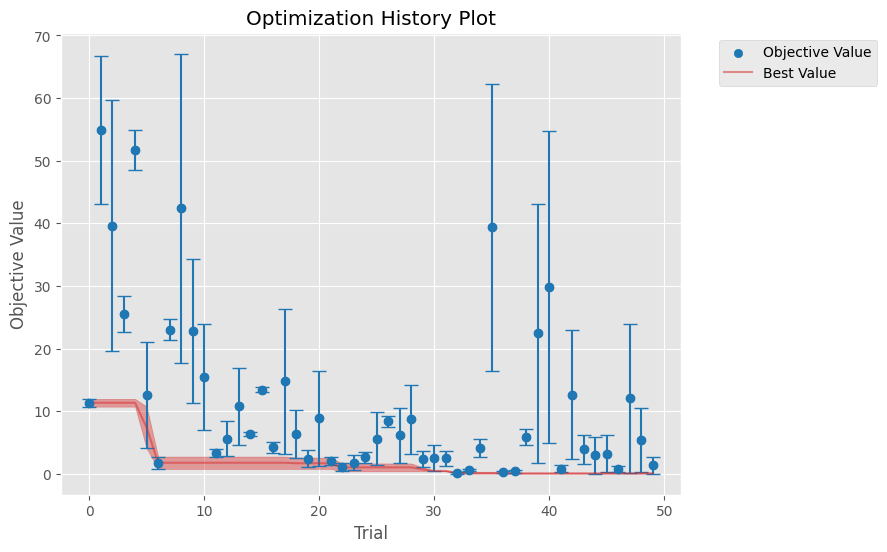 Optimization History Plot
Objective Value
Best Value
Objective Value
70
60
50
40
30
20
10
0
0 10 20 30 40 50
Trial